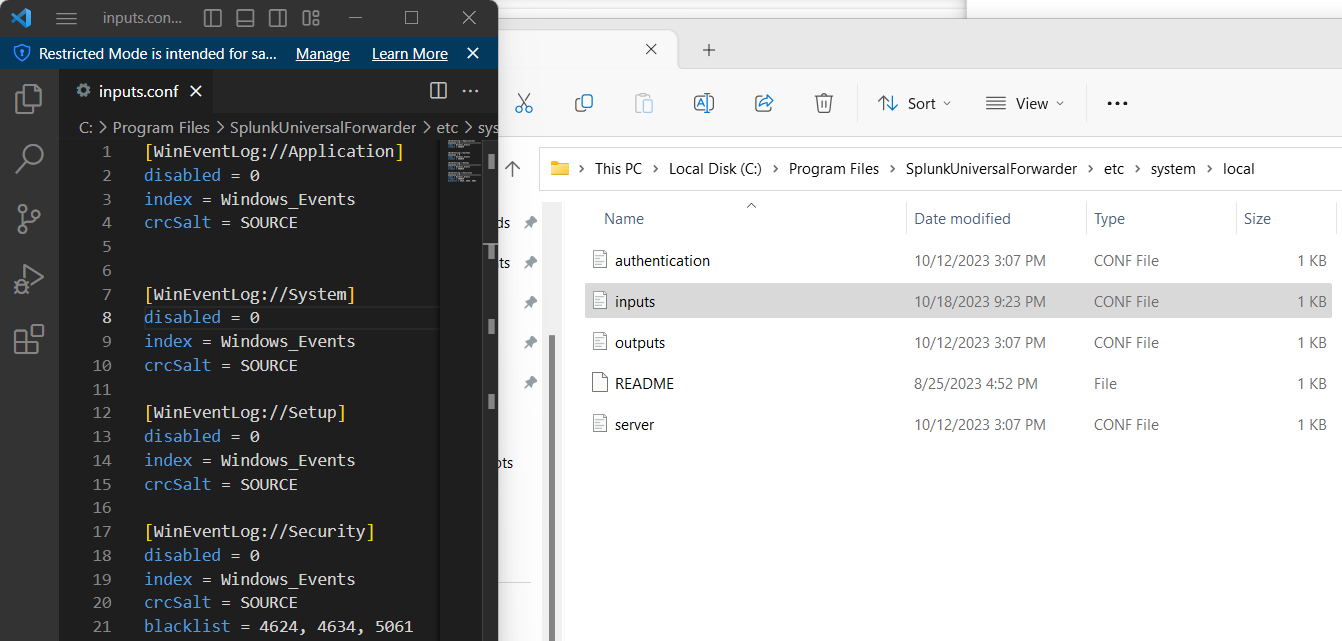 inputs.con...
Restricted Mode is intended for sa... Manage Learn More
inputs.conf
C: > Program Files > SplunkUniversalForwarder > etc > sys
1 [WinEventLog://Application]
2 disabled = 0
3 index = Windows_Events
4 crcSalt = SOURCE
5
6
7 [WinEventLog://System]
8 disabled = 0
9 index = Windows_Events
10 crcSalt = SOURCE
11
12 [WinEventLog://Setup]
13 disabled = 0
14 index = Windows_Events
15 crcSalt = SOURCE
16
17 [WinEventLog://Security]
18 disabled = 0
19 index = Windows_Events
20 crcSalt = SOURCE
21 blacklist = 4624, 4634, 5061
Sort View
This PC > Local Disk (C:) > Program Files > SplunkUniversalForwarder > etc > system > local
ds
ts
ots
Name Date modified Type Size
authentication 10/12/2023 3:07 PM CONF File 1 KB
inputs 10/18/2023 9:23 PM CONF File 1 KB
outputs 10/12/2023 3:07 PM CONF File 1 KB
README 8/25/2023 4:52 PM File 1 KB
server 10/12/2023 3:07 PM CONF File 1 KB